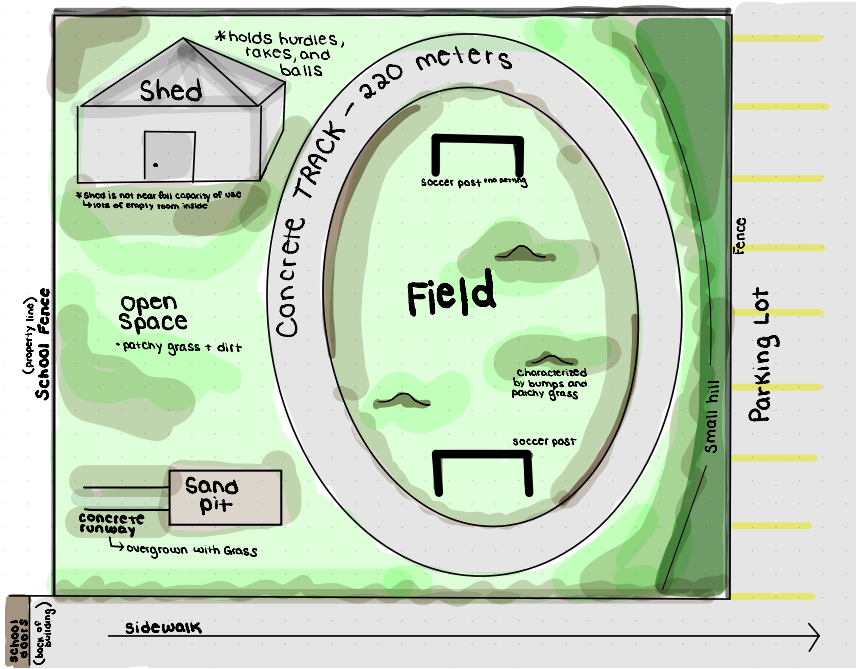 *holds hurdles,
rakes, and
balls
Shed
*Shed is not near full capacity of use
↳lots of empty room inside
Concrete TRACK - 220 meters
soccer post *no netting
Field
Characterized
by bumps and
patchy grass
soccer post
Open
Space
•patchy grass + dirt
Sand
pit
concrete
runway
↳overgrown with Grass
(property line)
School Fence
Small hill
Fence
Parking Lot
School
doors
(back of
building)
Sidewalk